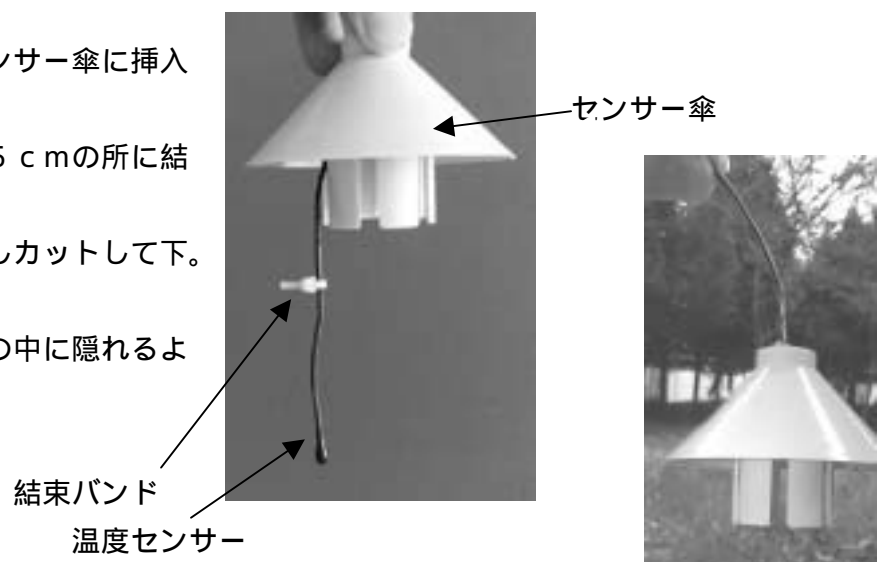 ンサー傘に挿入
5 cmの所に結
しカットして下。
の中に隠れるよ
センサー傘
結束バンド
温度センサー